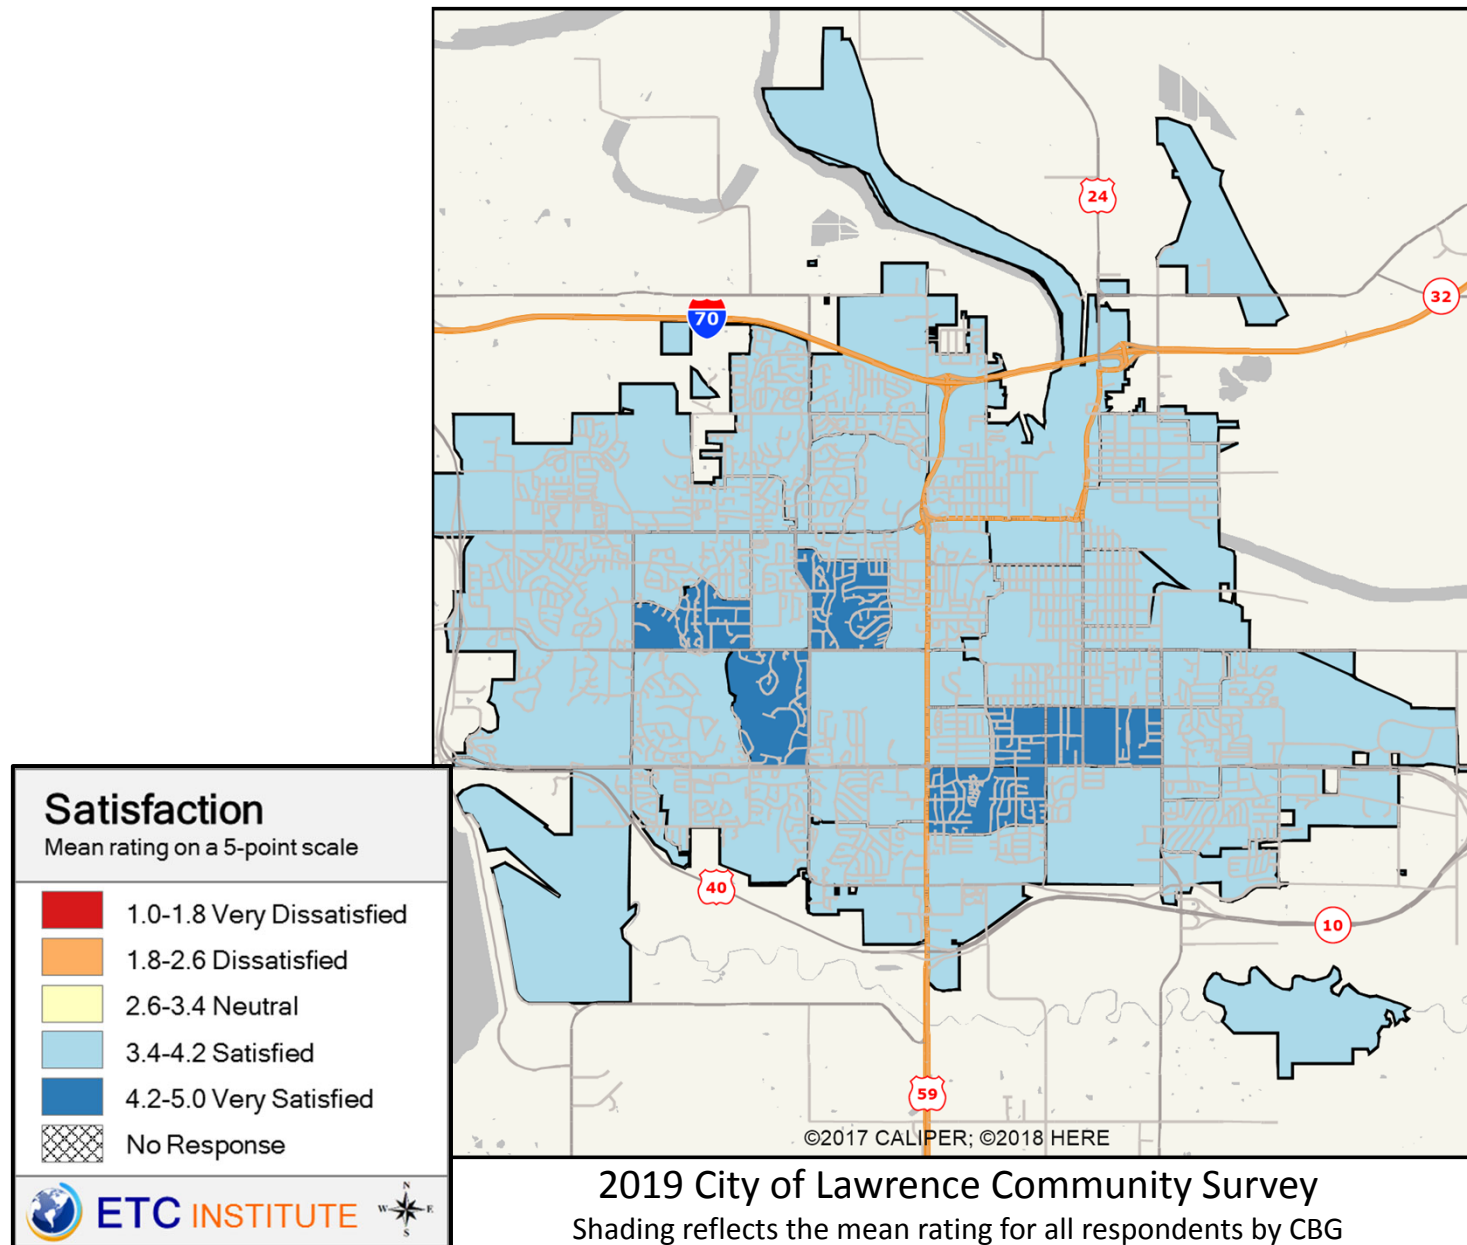 24
32
70
40
10
59
©2017 CALIPER; ©2018 HERE
Satisfaction
Mean rating on a 5-point scale
1.0-1.8 Very Dissatisfied
1.8-2.6 Dissatisfied
2.6-3.4 Neutral
3.4-4.2 Satisfied
4.2-5.0 Very Satisfied
No Response
ETC INSTITUTE
N
W E
S
2019 City of Lawrence Community Survey
Shading reflects the mean rating for all respondents by CBG